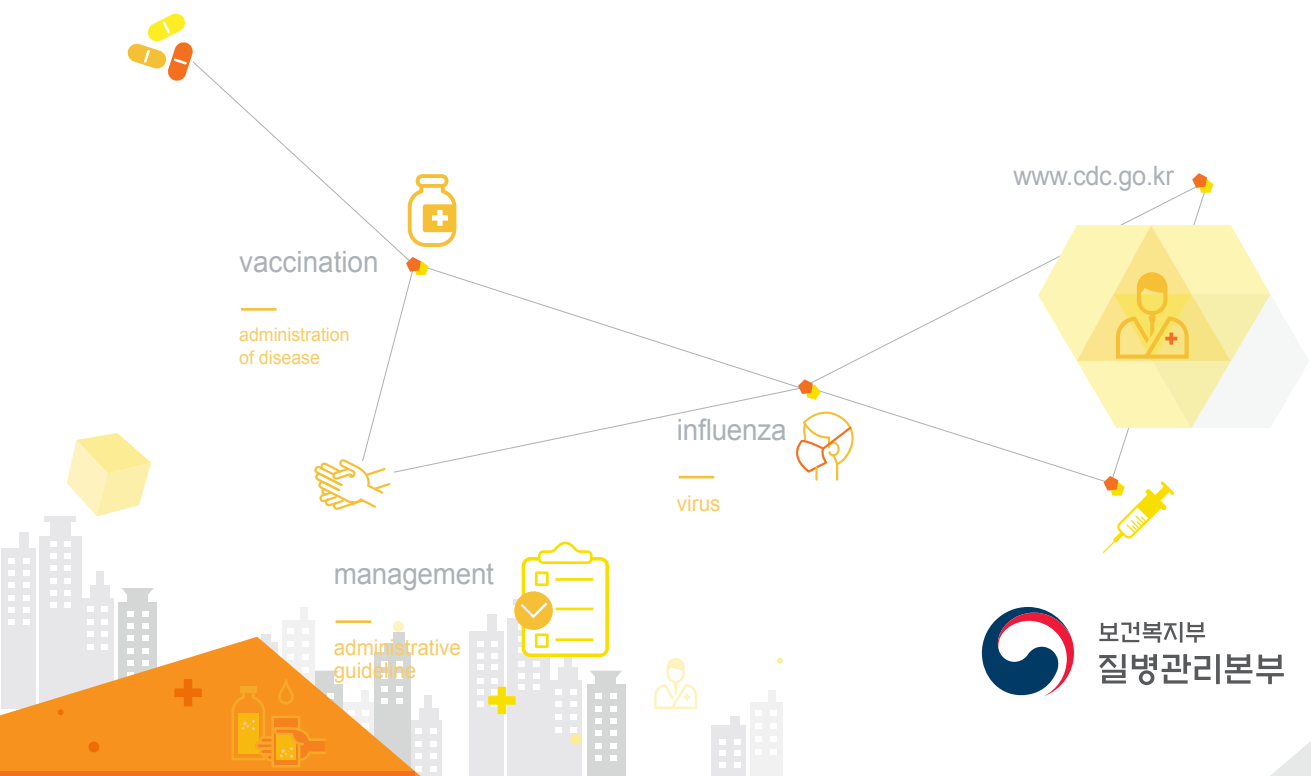 www.cdc.go.kr
vaccination
administration
of disease
influenza
virus
management
administrative
guideline
보건복지부
질병관리본부